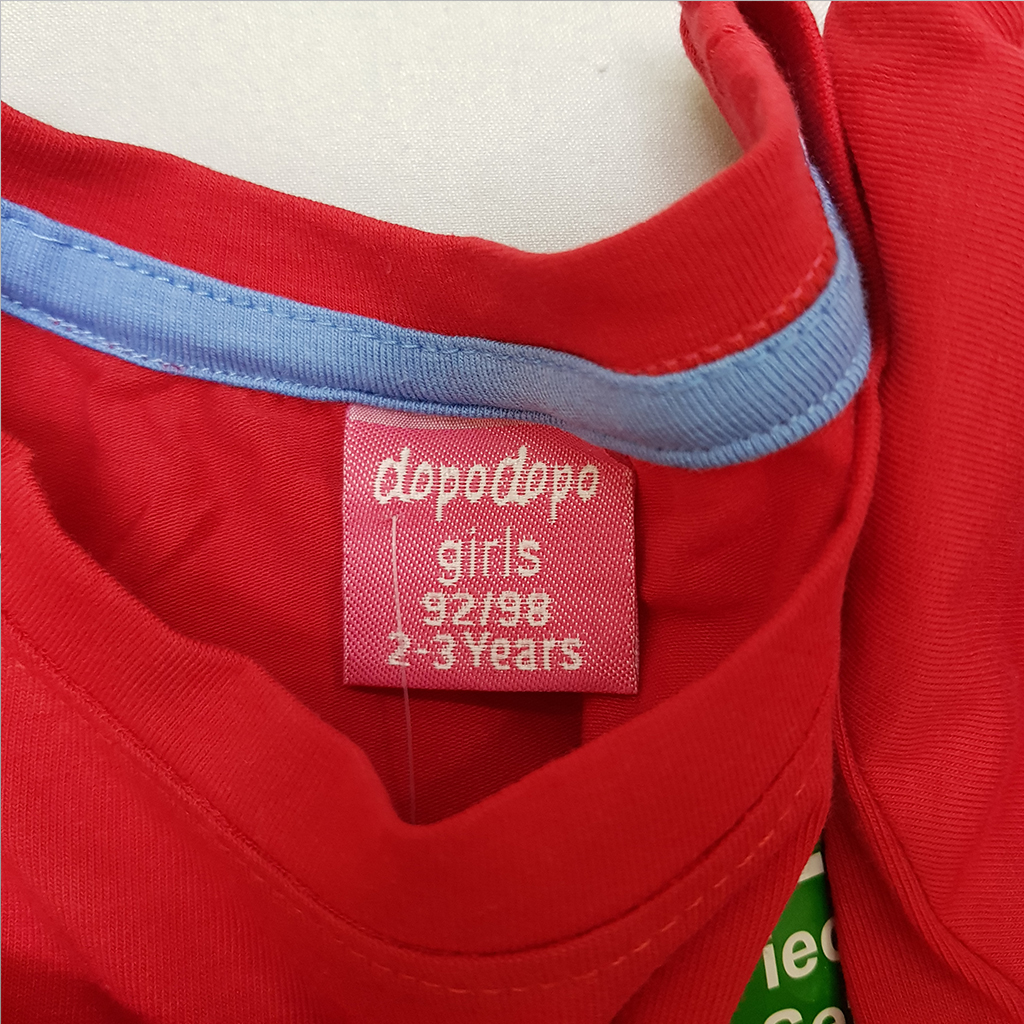 dopodopo
girls
92/98
2-3 Years